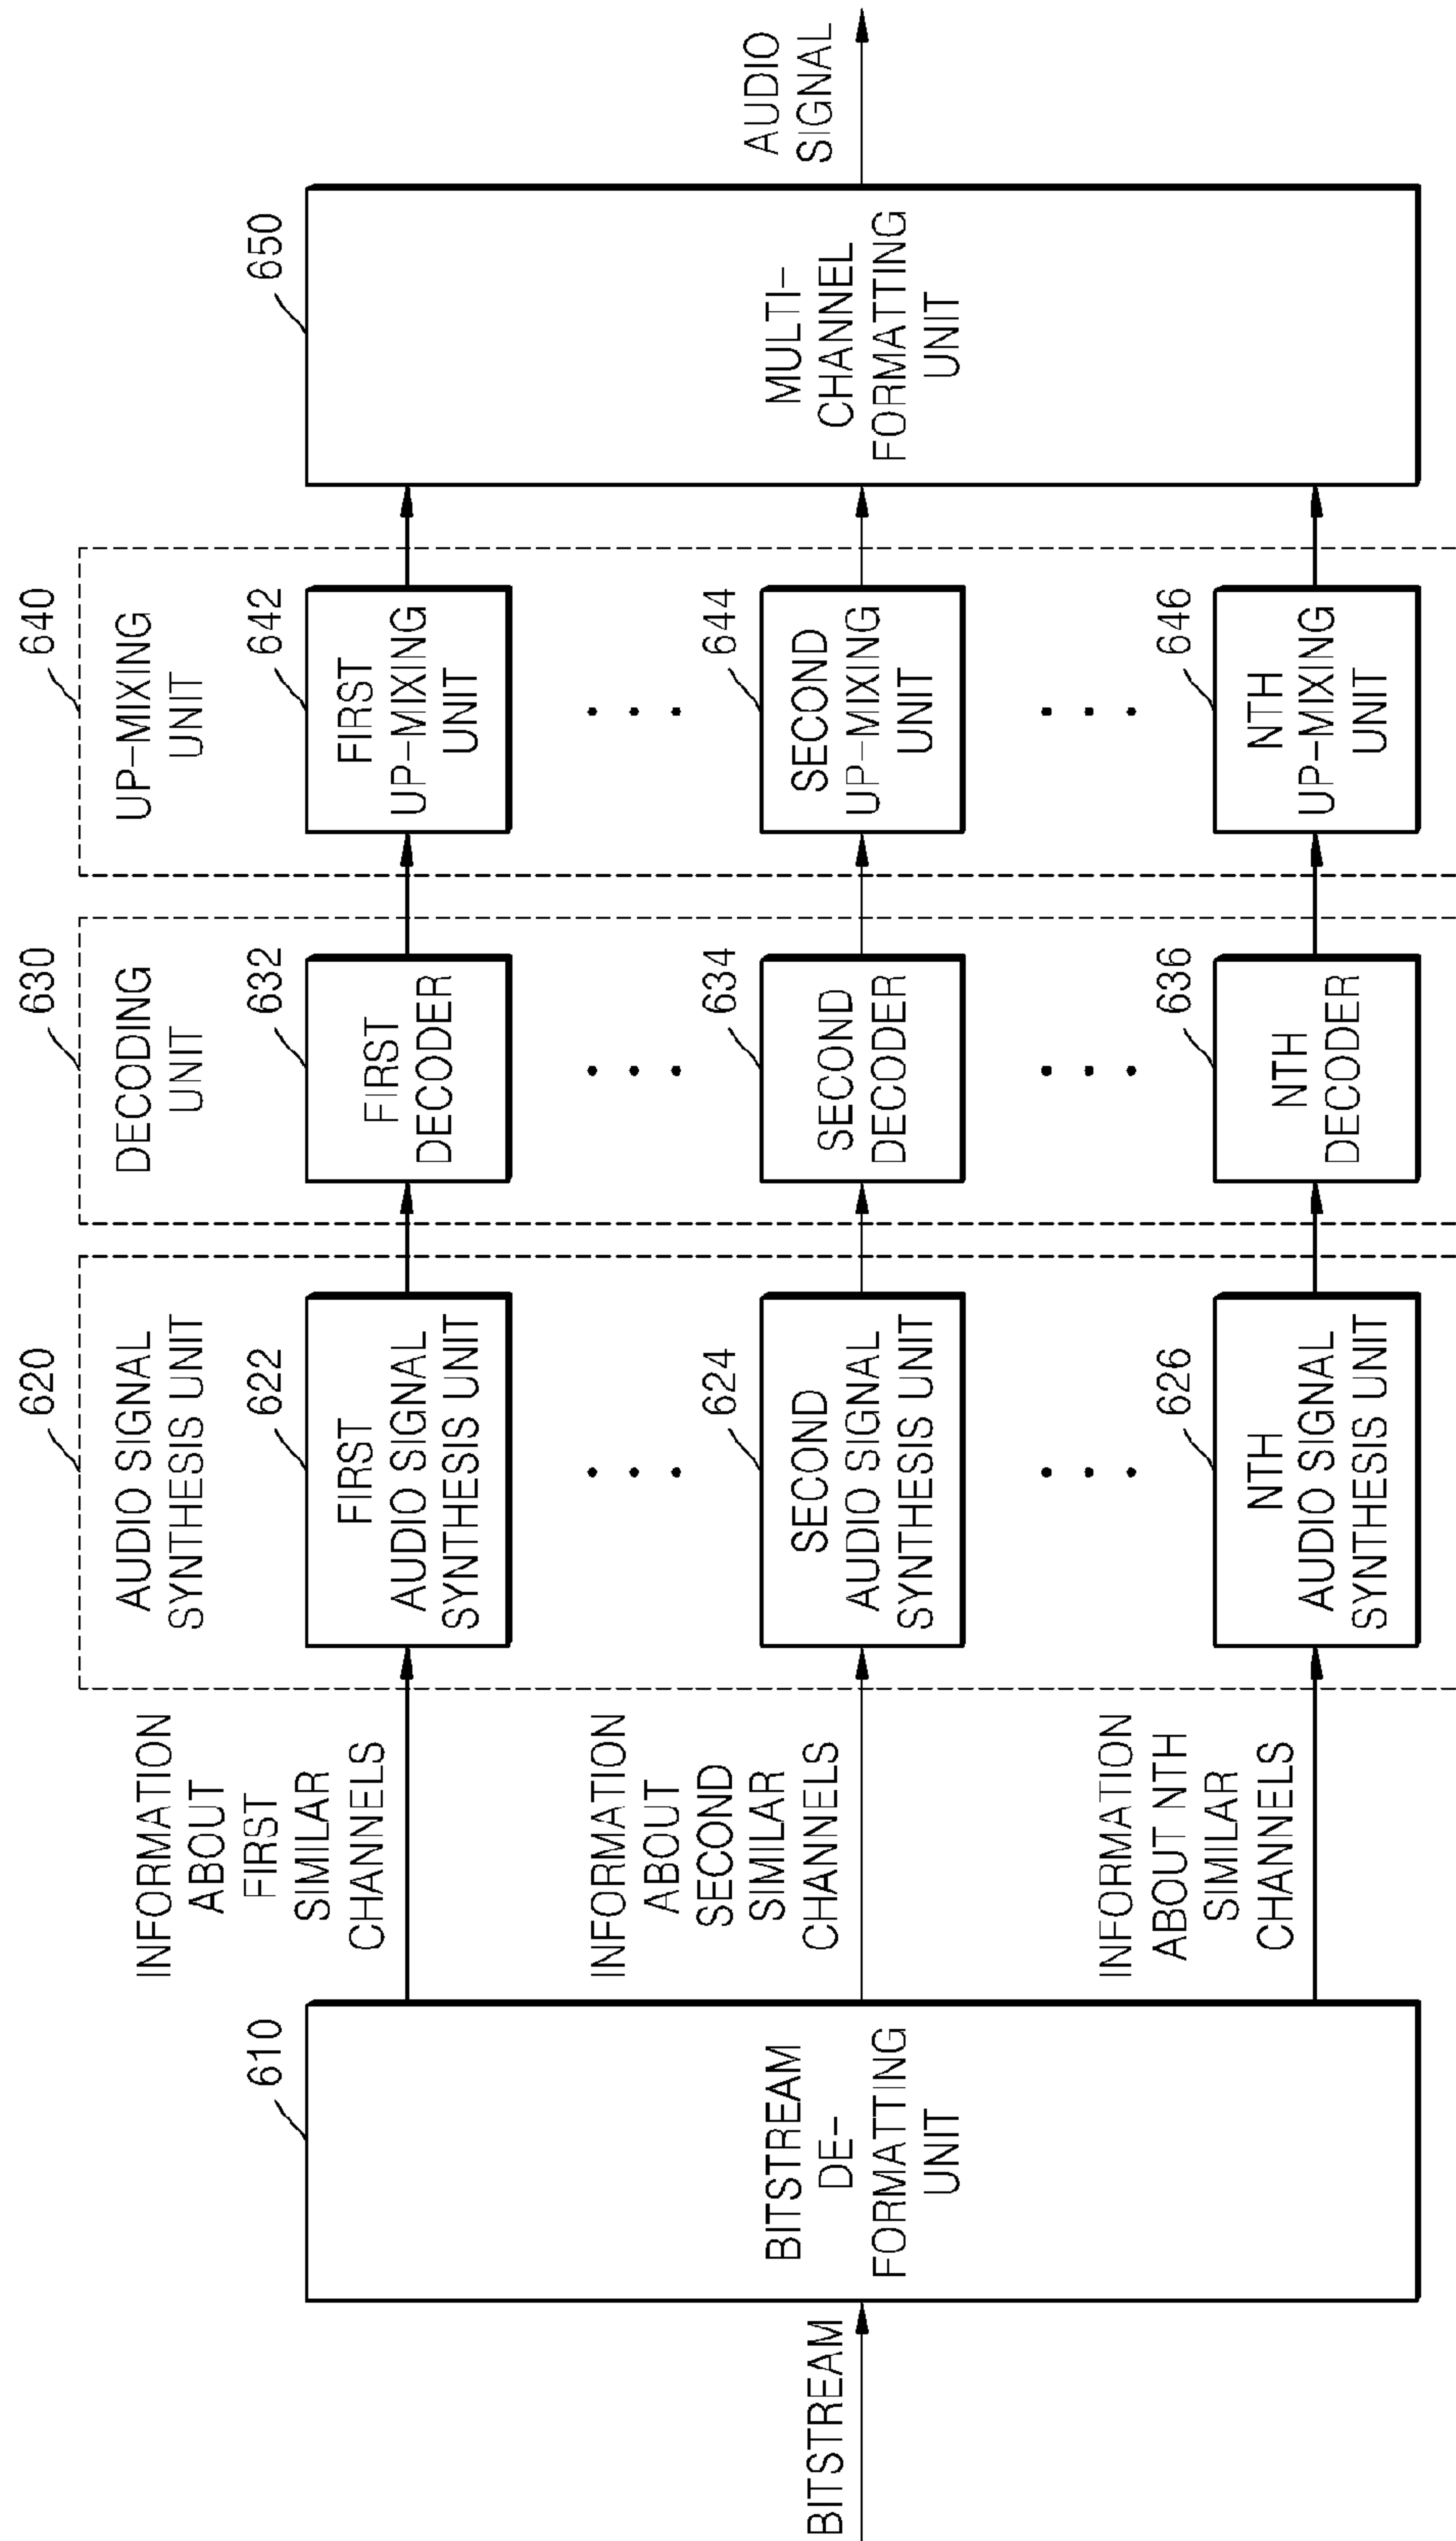 BITSTREAM
610
BITSTREAM
DE-
FORMATTING
UNIT
INFORMATION
ABOUT
FIRST
SIMILAR
CHANNELS
INFORMATION
ABOUT
SECOND
SIMILAR
CHANNELS
INFORMATION
ABOUT NTH
SIMILAR
CHANNELS
620
AUDIO SIGNAL
SYNTHESIS UNIT
622
FIRST
AUDIO SIGNAL
SYNTHESIS UNIT
624
SECOND
AUDIO SIGNAL
SYNTHESIS UNIT
626
NTH
AUDIO SIGNAL
SYNTHESIS UNIT
630
DECODING
UNIT
632
FIRST
DECODER
634
SECOND
DECODER
636
NTH
DECODER
640
UP-MIXING
UNIT
642
FIRST
UP-MIXING
UNIT
644
SECOND
UP-MIXING
UNIT
646
NTH
UP-MIXING
UNIT
650
MULTI-
CHANNEL
FORMATTING
UNIT
AUDIO
SIGNAL